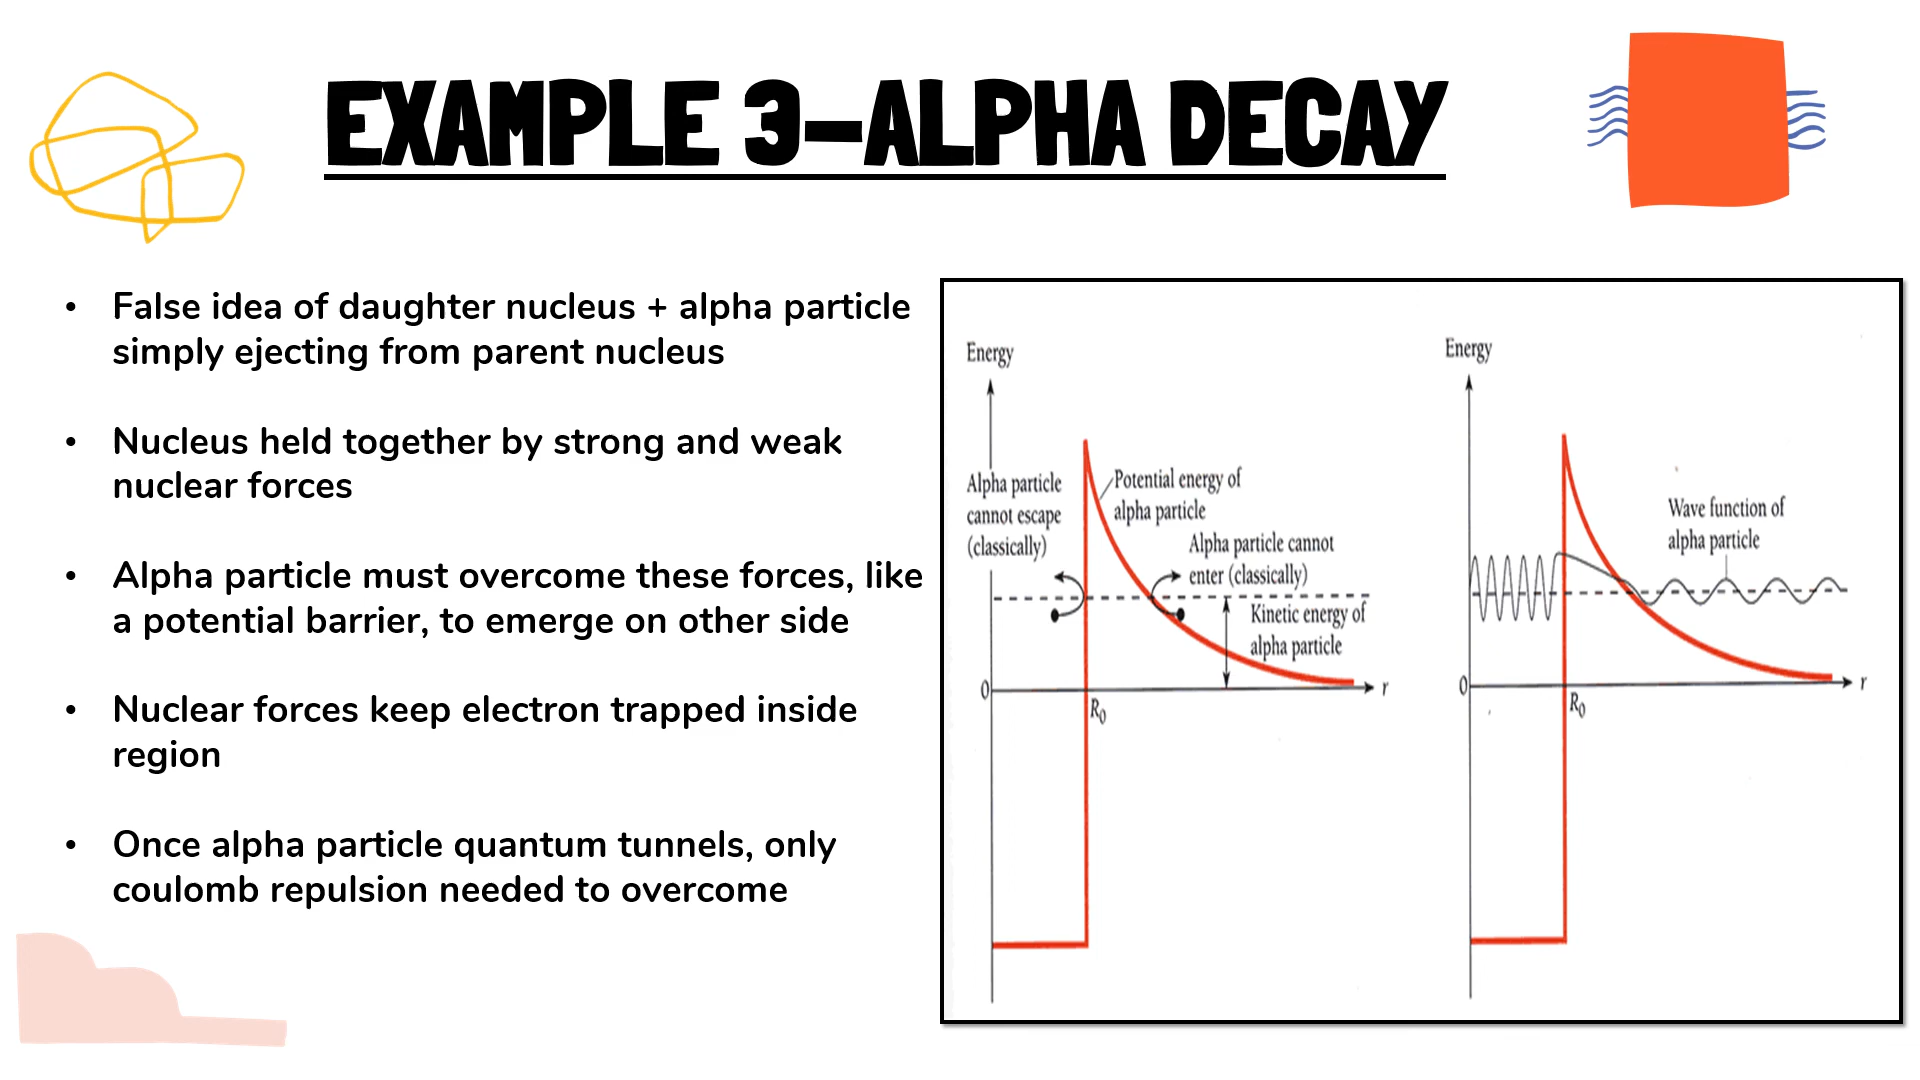 EXAMPLE 3–ALPHA DECAY
• False idea of daughter nucleus + alpha particle
simply ejecting from parent nucleus
• Nucleus held together by strong and weak
nuclear forces
• Alpha particle must overcome these forces, like
a potential barrier, to emerge on other side
• Nuclear forces keep electron trapped inside
region
• Once alpha particle quantum tunnels, only
coulomb repulsion needed to overcome
Energy
Alpha particle
cannot escape
(classically)
Potential energy of
alpha particle
Alpha particle cannot
enter (classically)
Kinetic energy of
alpha particle
0
R0
r
Energy
Wave function of
alpha particle
0
R0
r